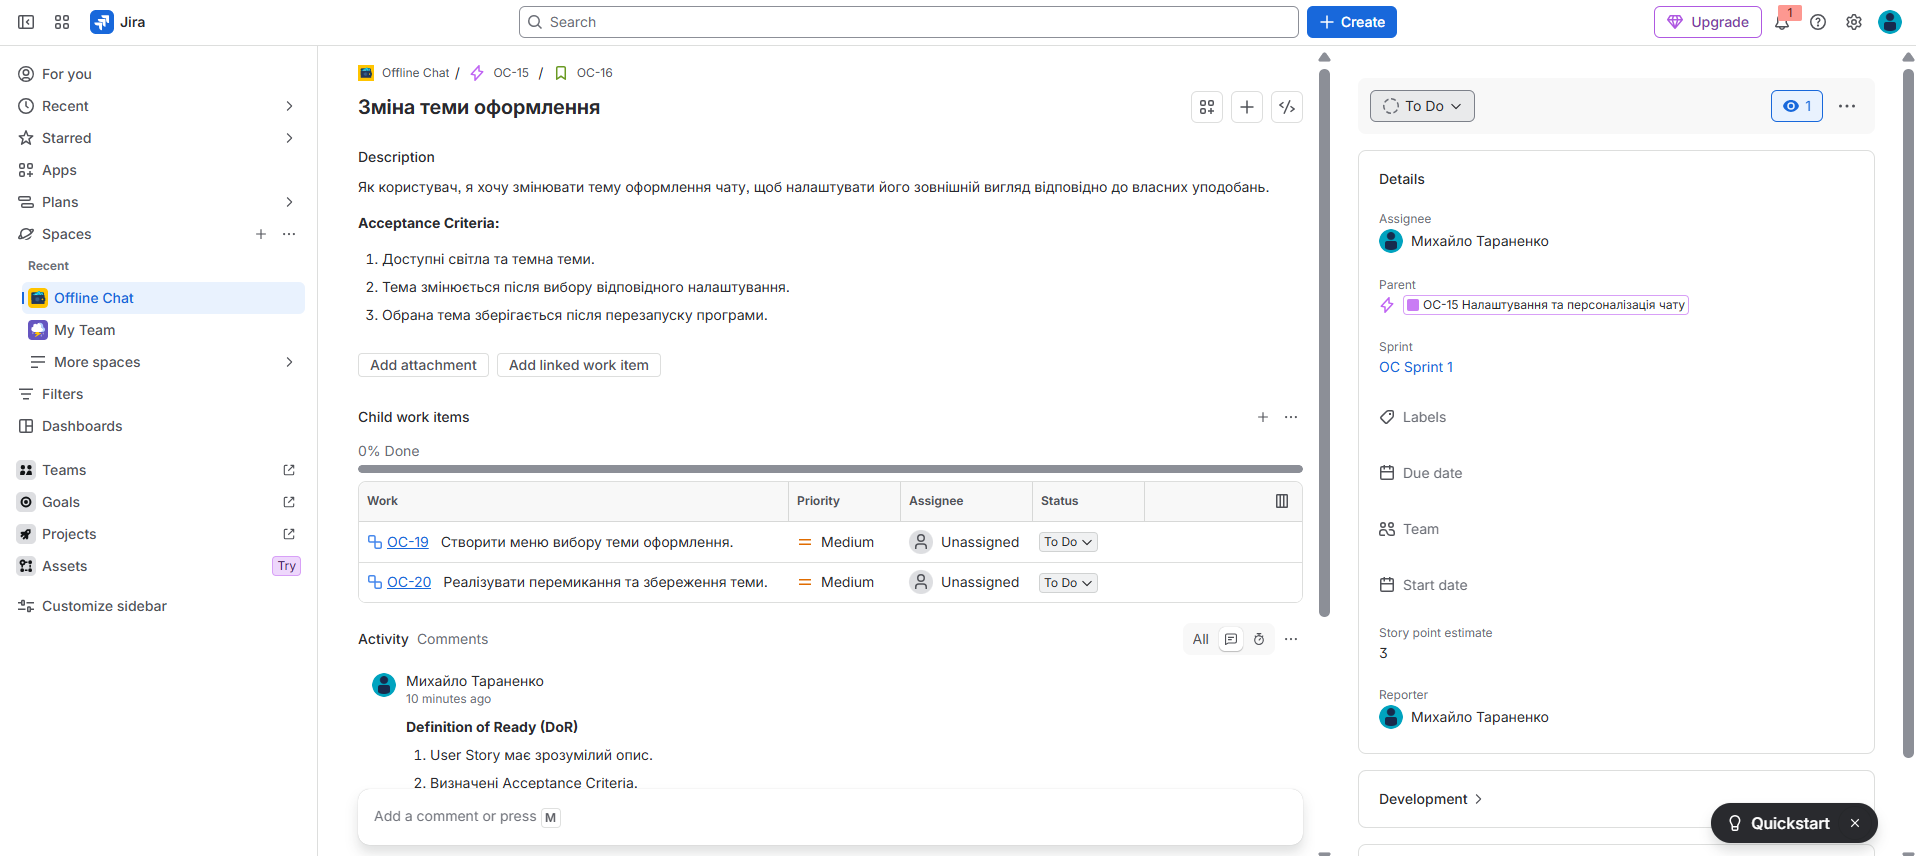 Jira
Search
Create
Upgrade
1
For you
Recent
Starred
Apps
Plans
Spaces
Recent
Offline Chat
My Team
More spaces
Filters
Dashboards
Teams
Goals
Projects
Assets
Try
Customize sidebar
Offline Chat / OC-15 / OC-16
Зміна теми оформлення
Description
Як користувач, я хочу змінювати тему оформлення чату, щоб налаштувати його зовнішній вигляд відповідно до власних уподобань.
Acceptance Criteria:
1. Доступні світла та темна теми.
2. Тема змінюється після вибору відповідного налаштування.
3. Обрана тема зберігається після перезапуску програми.
Add attachment Add linked work item
Child work items
0% Done
Work Priority Assignee Status
OC-19 Створити меню вибору теми оформлення. Medium Unassigned To Do
OC-20 Реалізувати перемикання та збереження теми. Medium Unassigned To Do
Activity Comments All
Михайло Тараненко
10 minutes ago
Definition of Ready (DoR)
1. User Story має зрозумілий опис.
2. Визначені Acceptance Criteria.
Add a comment or press M
To Do
1
Details
Assignee
Михайло Тараненко
Parent
OC-15 Налаштування та персоналізація чату
Sprint
OC Sprint 1
Labels
Due date
Team
Start date
Story point estimate
3
Reporter
Михайло Тараненко
Development
Quickstart